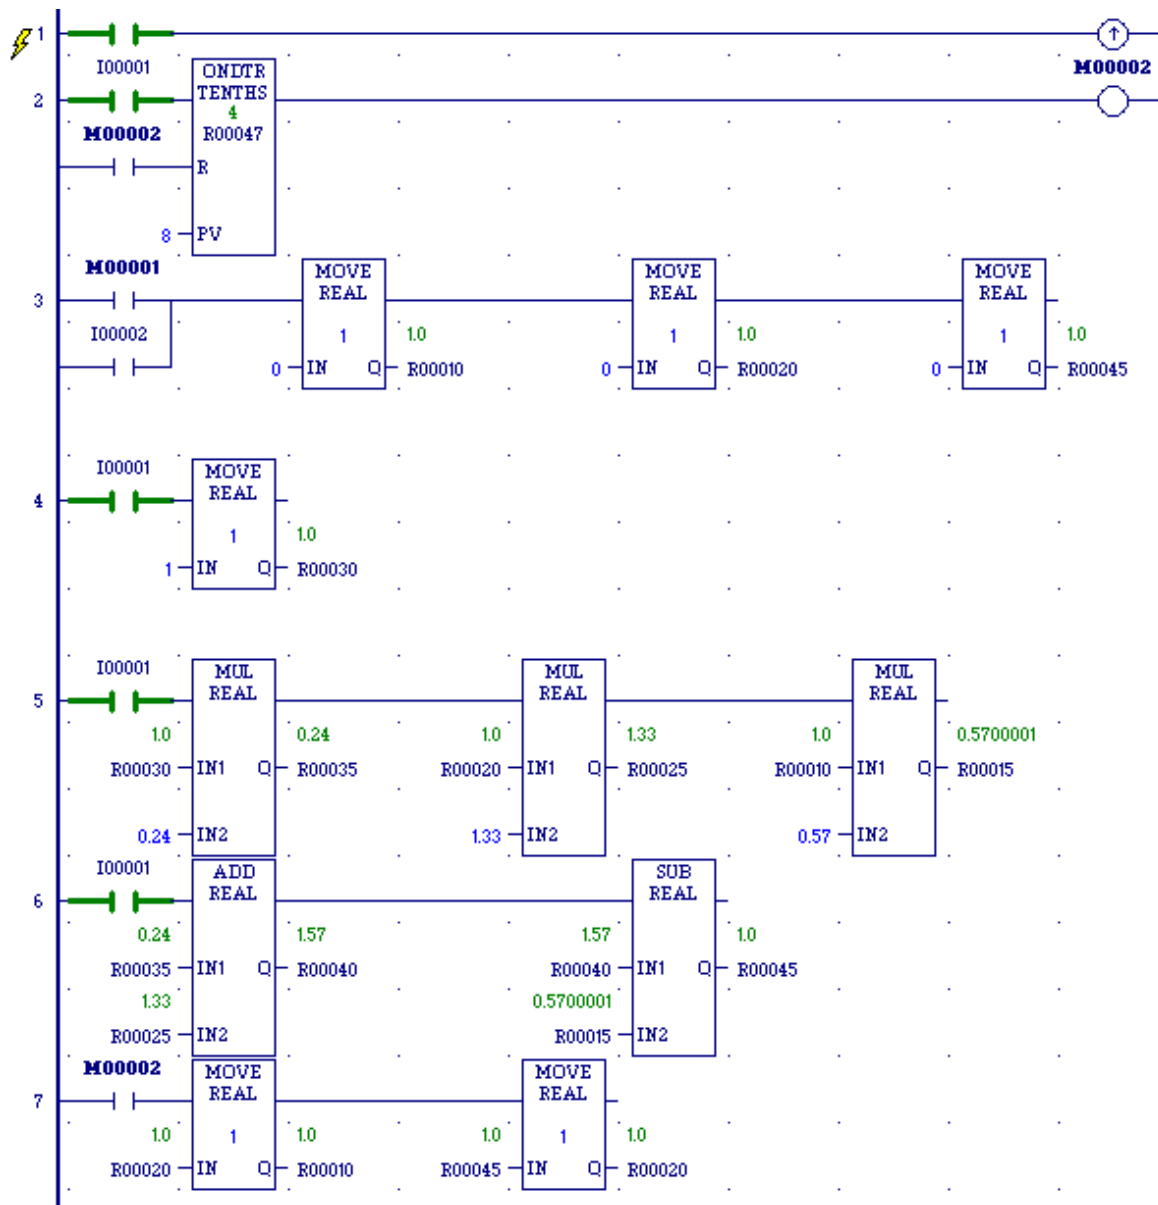 1
↑
I00001
M00002
2
ONDTR
TENTHS
4
R00047
M00002
R
8 PV
M00001
3
MOVE REAL MOVE REAL MOVE REAL
I00002
1 1.0 1 1.0 1 1.0
0 IN Q R00010 0 IN Q R00020 0 IN Q R00045
I00001
4
MOVE
REAL
1 1.0
1 IN Q R00030
I00001
5
MUL MUL MUL
REAL REAL REAL
1.0 0.24 1.0 1.33 1.0 0.5700001
R00030 IN1 Q R00035 R00020 IN1 Q R00025 R00010 IN1 Q R00015
0.24 IN2 1.33 IN2 0.57 IN2
I00001
6
ADD SUB
REAL REAL
0.24 1.57 1.57 1.0
R00035 IN1 Q R00040 R00040 IN1 Q R00045
1.33 0.5700001
R00025 IN2 R00015 IN2
M00002
7
MOVE MOVE
REAL REAL
1.0 1 1.0 1.0 1 1.0
R00020 IN Q R00010 R00045 IN Q R00020